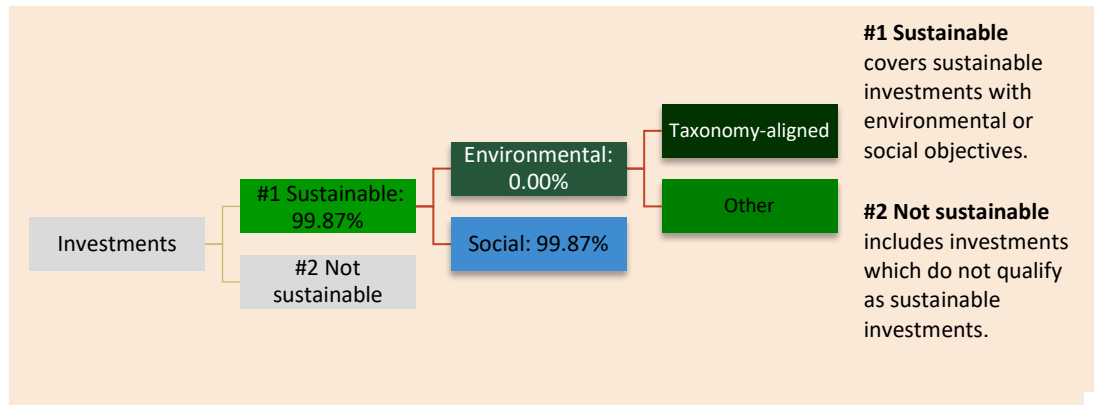 Investments
#1 Sustainable:
99.87%
#2 Not
sustainable
Environmental:
0.00%
Social: 99.87%
Taxonomy-aligned
Other
#1 Sustainable
covers sustainable
investments with
environmental or
social objectives.
#2 Not sustainable
includes investments
which do not qualify
as sustainable
investments.